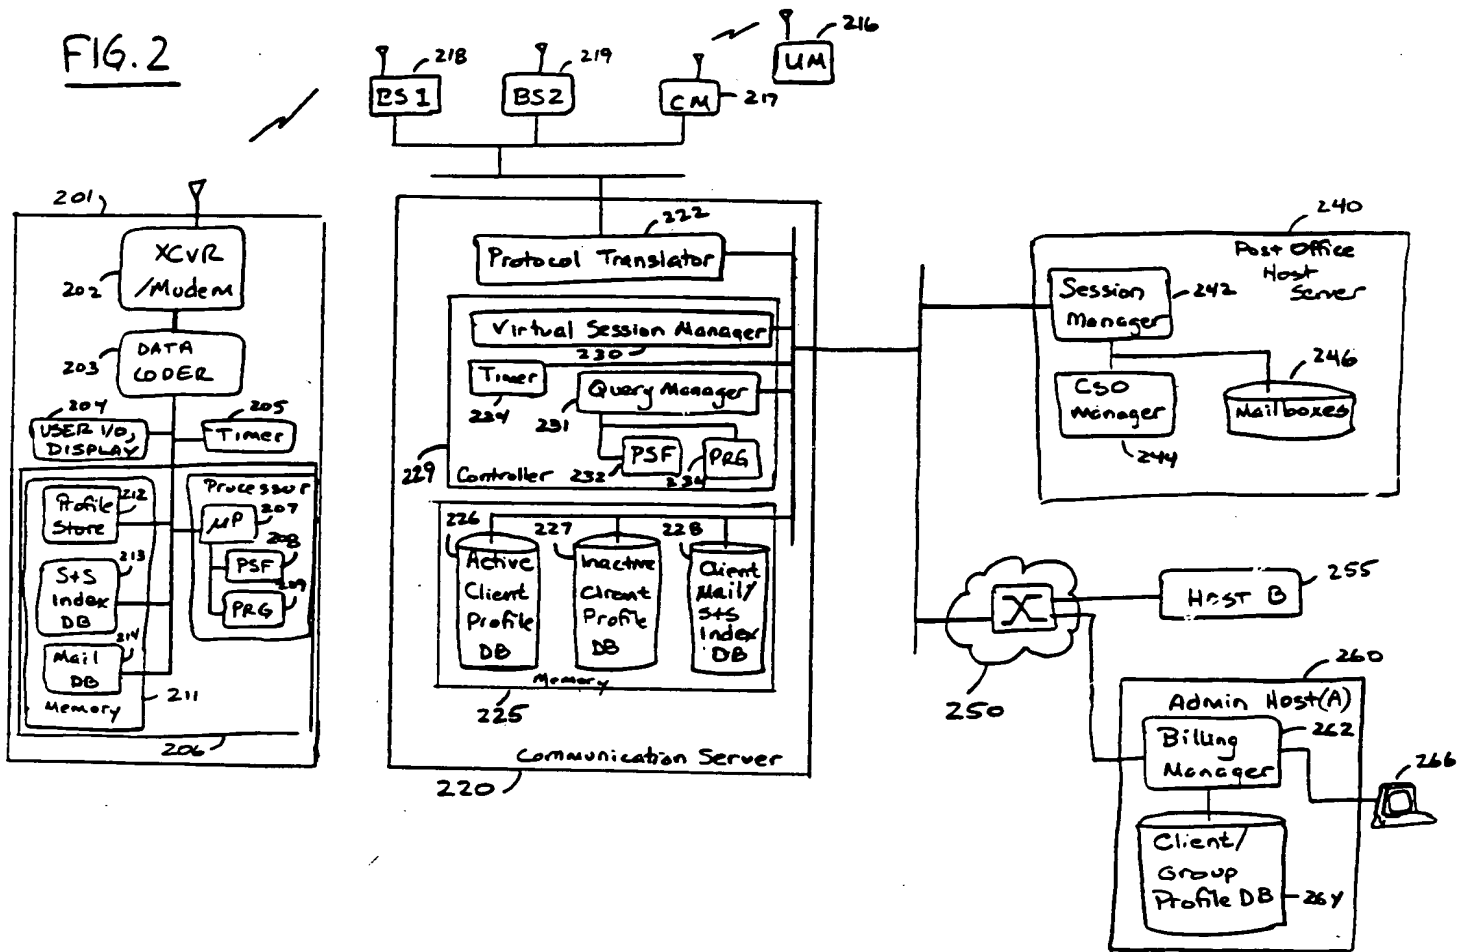 FIG. 2
216
UM
218
BS1
219
BS2
CM
217
201
XCVR
/Modem
202
DATA
CODER
203
204
USER I/O,
DISPLAY
205
Timer
Processor
Profile
Store
212
μP
207
208
PSF
209
PRG
S+S
Index
DB
213
Mail
DB
214
211
Memory
206
222
Protocol Translator
Virtual Session Manager
230
Timer
234
Query Manager
231
PSF
232
PRG
234
229
Controller
226
Active
Client
Profile
DB
227
Inactive
Client
Profile
DB
228
Client
Mail/
S+S
Index
DB
Memory
225
Communication Server
220
240
Post Office
Host
Server
Session
Manager
242
CSO
Manager
244
246
Mailboxes
250
Host B
255
260
Admin Host(A)
Billing
Manager
262
266
Client/
Group
Profile DB
264